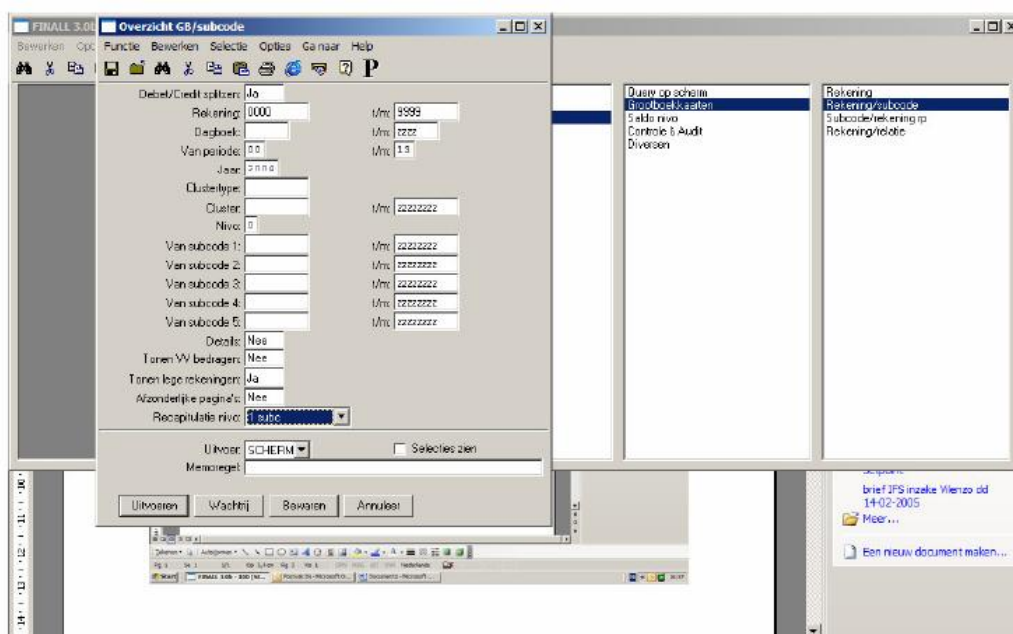 FINALL 3.0b
Overzicht GB/subcode
Bewerken
Functie Bewerken Selectie Opties Ga naar Help
P
Debet/Credit splitsen: Ja
Rekening: 0000 t/m: 9999
Dagboek: t/m: zzzz
Van periode: 00 t/m: 13
Jaar:
Clustertype:
Cluster: t/m: zzzzzzzz
Nivo: 0
Van subcode 1: t/m: zzzzzzzz
Van subcode 2: t/m: zzzzzzzz
Van subcode 3: t/m: zzzzzzzz
Van subcode 4: t/m: zzzzzzzz
Van subcode 5: t/m: zzzzzzzz
Details: Nee
Tonen VV bedragen: Nee
Tonen lege rekeningen: Ja
Afzonderlijke pagina's: Nee
Recapitulatie nivo: 1 subc
Uitvoer: SCHERM Selecties zien
Memoregel:
Uitvoeren Wachtrij Bewaren Annuleer
Query op scherm
Grootboekkaarten
Saldo nivo
Controle & Audit
Diversen
Rekening
Rekening/subcode
Subcode/rekening rp
Rekening/relatie
brief IFS inzake Wenzo dd
14-02-2005
Meer...
Een nieuw document maken...
Start